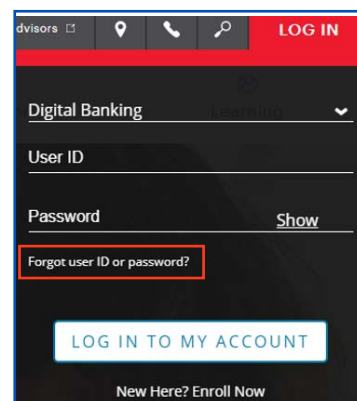 dvisors LOG IN
Digital Banking
Learning
User ID
Password Show
Forgot user ID or password?
LOG IN TO MY ACCOUNT
New Here? Enroll Now